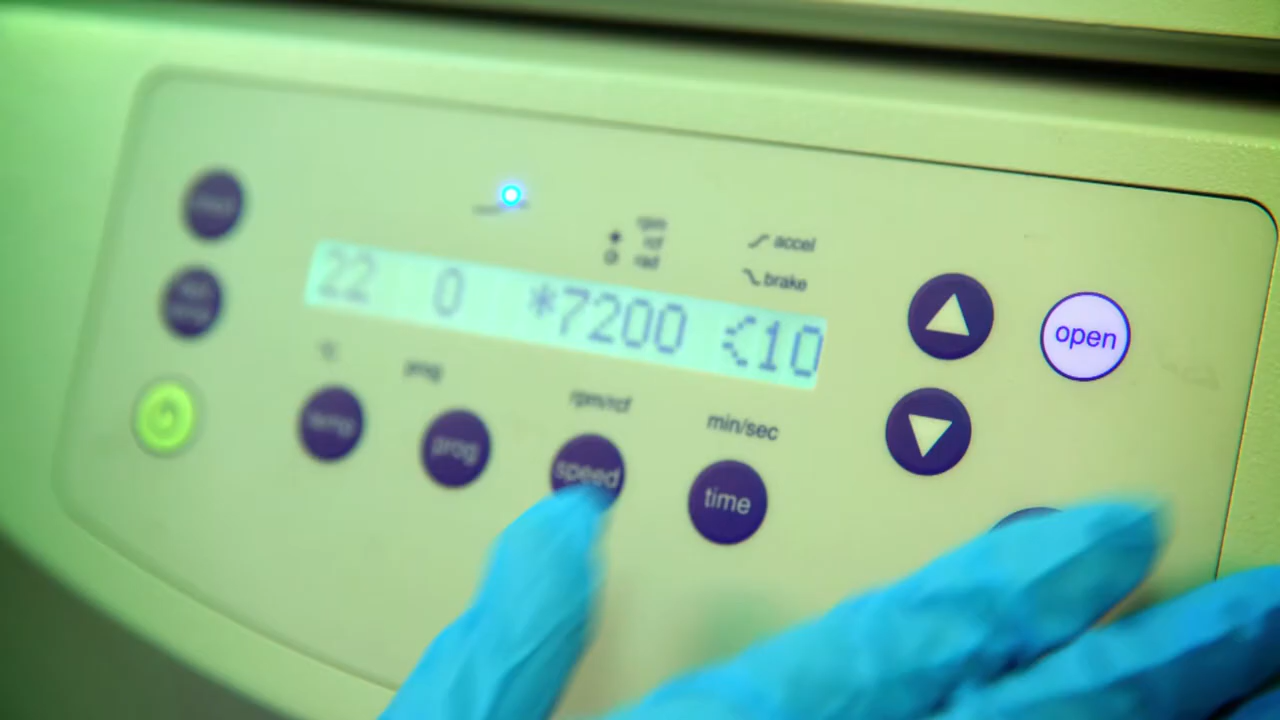 rpm
rcf
rad
accel
brake
22 0 *7200 <10
°C
prog
rpm/rcf
min/sec
temp
prog
speed
time
open